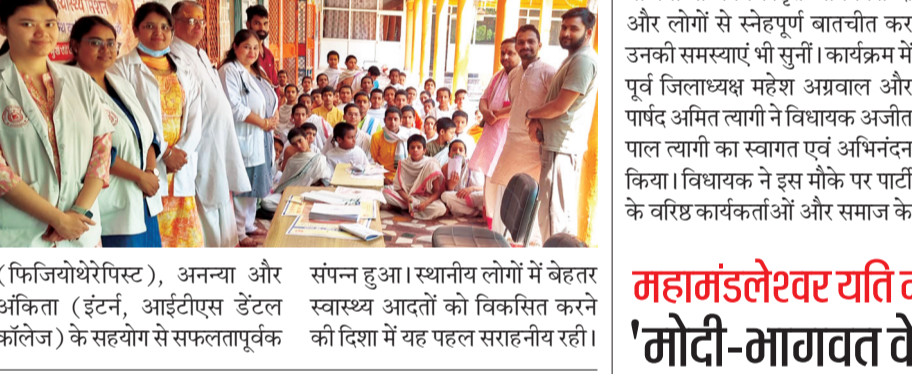 स्वास्थ्य मिशन
(फिजियोथेरेपिस्ट), अनन्या और
अंकिता (इंटर्न, आईटीएस डेंटल
कॉलेज) के सहयोग से सफलतापूर्वक
संपन्न हुआ। स्थानीय लोगों में बेहतर
स्वास्थ्य आदतों को विकसित करने
की दिशा में यह पहल सराहनीय रही।
और लोगों से स्नेहपूर्ण बातचीत कर
उनकी समस्याएं भी सुनीं। कार्यक्रम में
पूर्व जिलाध्यक्ष महेश अग्रवाल और
पार्षद अमित त्यागी ने विधायक अजीत
पाल त्यागी का स्वागत एवं अभिनंदन
किया। विधायक ने इस मौके पर पार्टी
के वरिष्ठ कार्यकर्ताओं और समाज के
महामंडलेश्वर यति
'मोदी-भागवत के